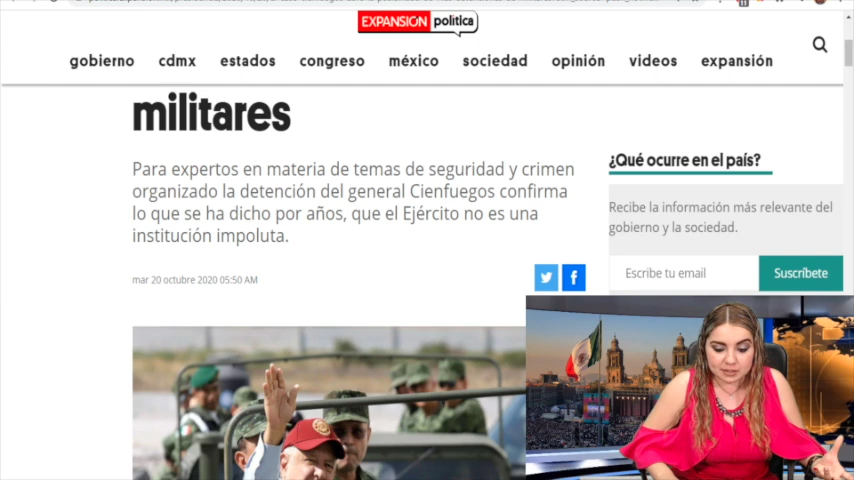 EXPANSIÓN política
gobierno cdmx estados congreso méxico sociedad opinión videos expansión
militares
Para expertos en materia de temas de seguridad y crimen
organizado la detención del general Cienfuegos confirma
lo que se ha dicho por años, que el Ejército no es una
institución impoluta.
mar 20 octubre 2020 05:50 AM
¿Qué ocurre en el país?
Recibe la información más relevante del
gobierno y la sociedad.
Escribe tu email
Suscríbete